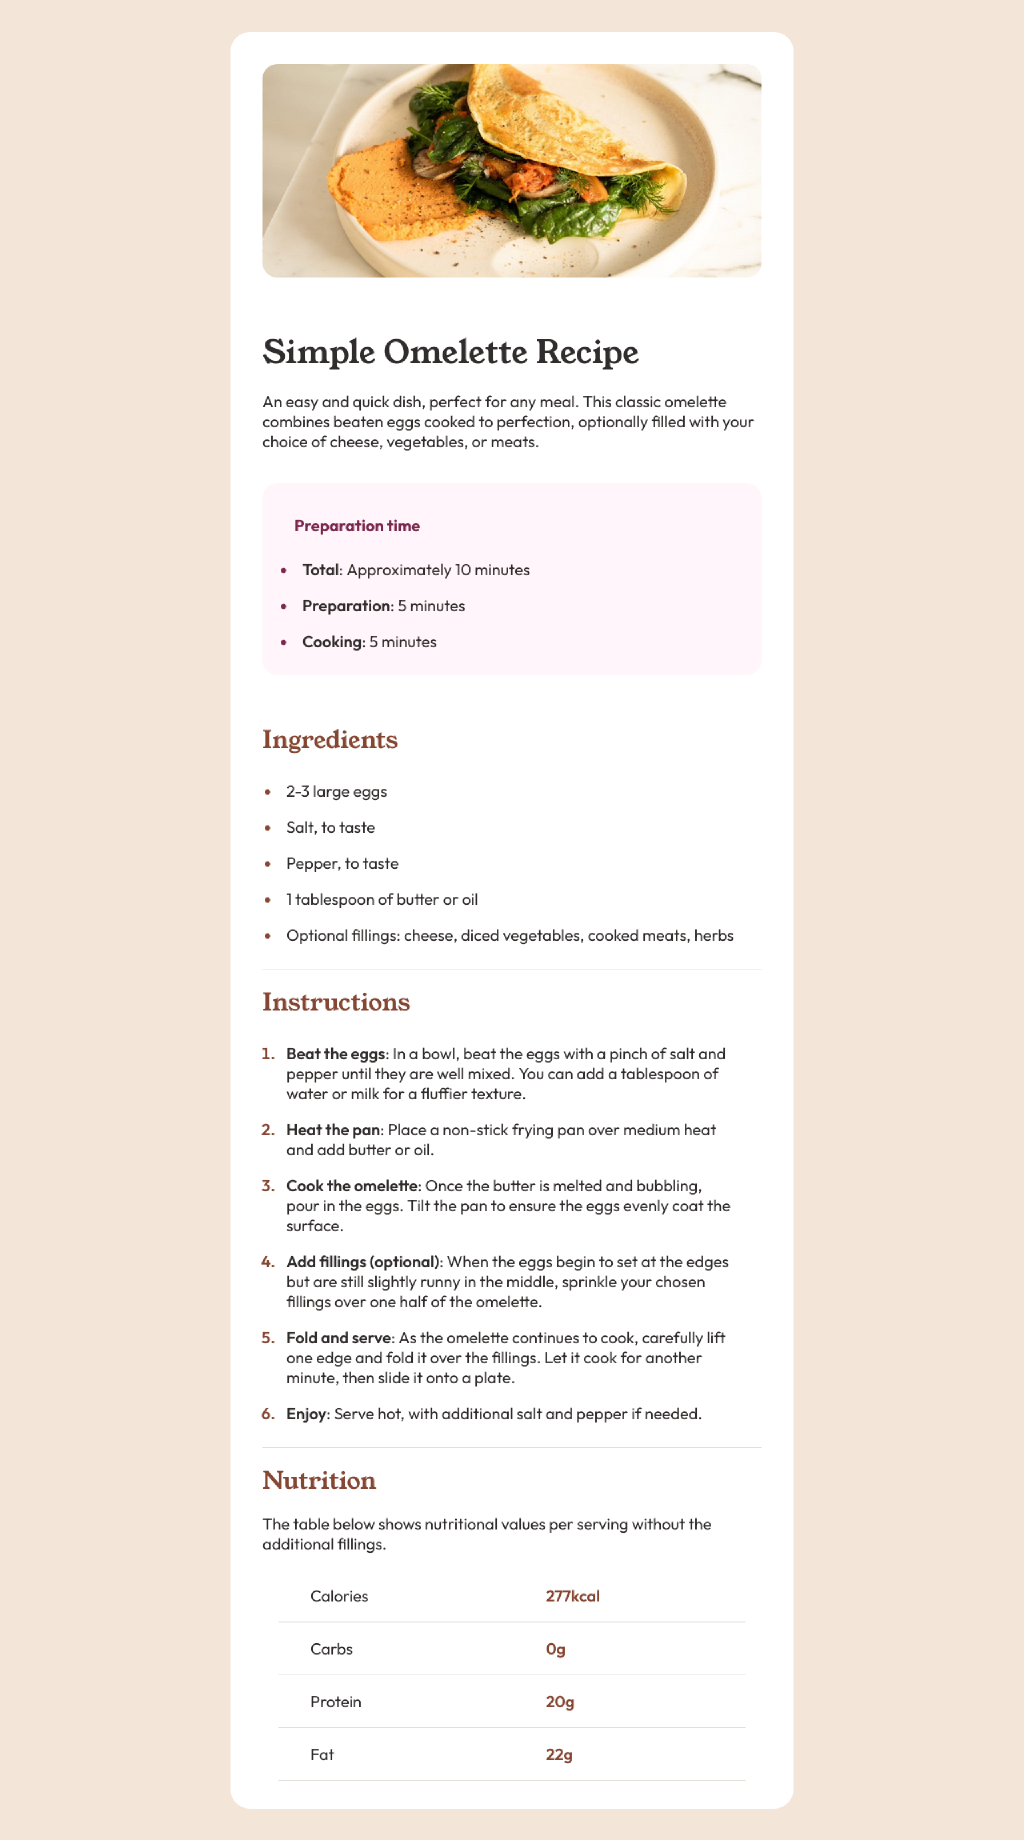 Simple Omelette Recipe
An easy and quick dish, perfect for any meal. This classic omelette
combines beaten eggs cooked to perfection, optionally filled with your
choice of cheese, vegetables, or meats.
Preparation time
• Total: Approximately 10 minutes
• Preparation: 5 minutes
• Cooking: 5 minutes
Ingredients
• 2-3 large eggs
• Salt, to taste
• Pepper, to taste
• 1 tablespoon of butter or oil
• Optional fillings: cheese, diced vegetables, cooked meats, herbs
Instructions
1. Beat the eggs: In a bowl, beat the eggs with a pinch of salt and
pepper until they are well mixed. You can add a tablespoon of
water or milk for a fluffier texture.
2. Heat the pan: Place a non-stick frying pan over medium heat
and add butter or oil.
3. Cook the omelette: Once the butter is melted and bubbling,
pour in the eggs. Tilt the pan to ensure the eggs evenly coat the
surface.
4. Add fillings (optional): When the eggs begin to set at the edges
but are still slightly runny in the middle, sprinkle your chosen
fillings over one half of the omelette.
5. Fold and serve: As the omelette continues to cook, carefully lift
one edge and fold it over the fillings. Let it cook for another
minute, then slide it onto a plate.
6. Enjoy: Serve hot, with additional salt and pepper if needed.
Nutrition
The table below shows nutritional values per serving without the
additional fillings.
Calories 277kcal
Carbs 0g
Protein 20g
Fat 22g